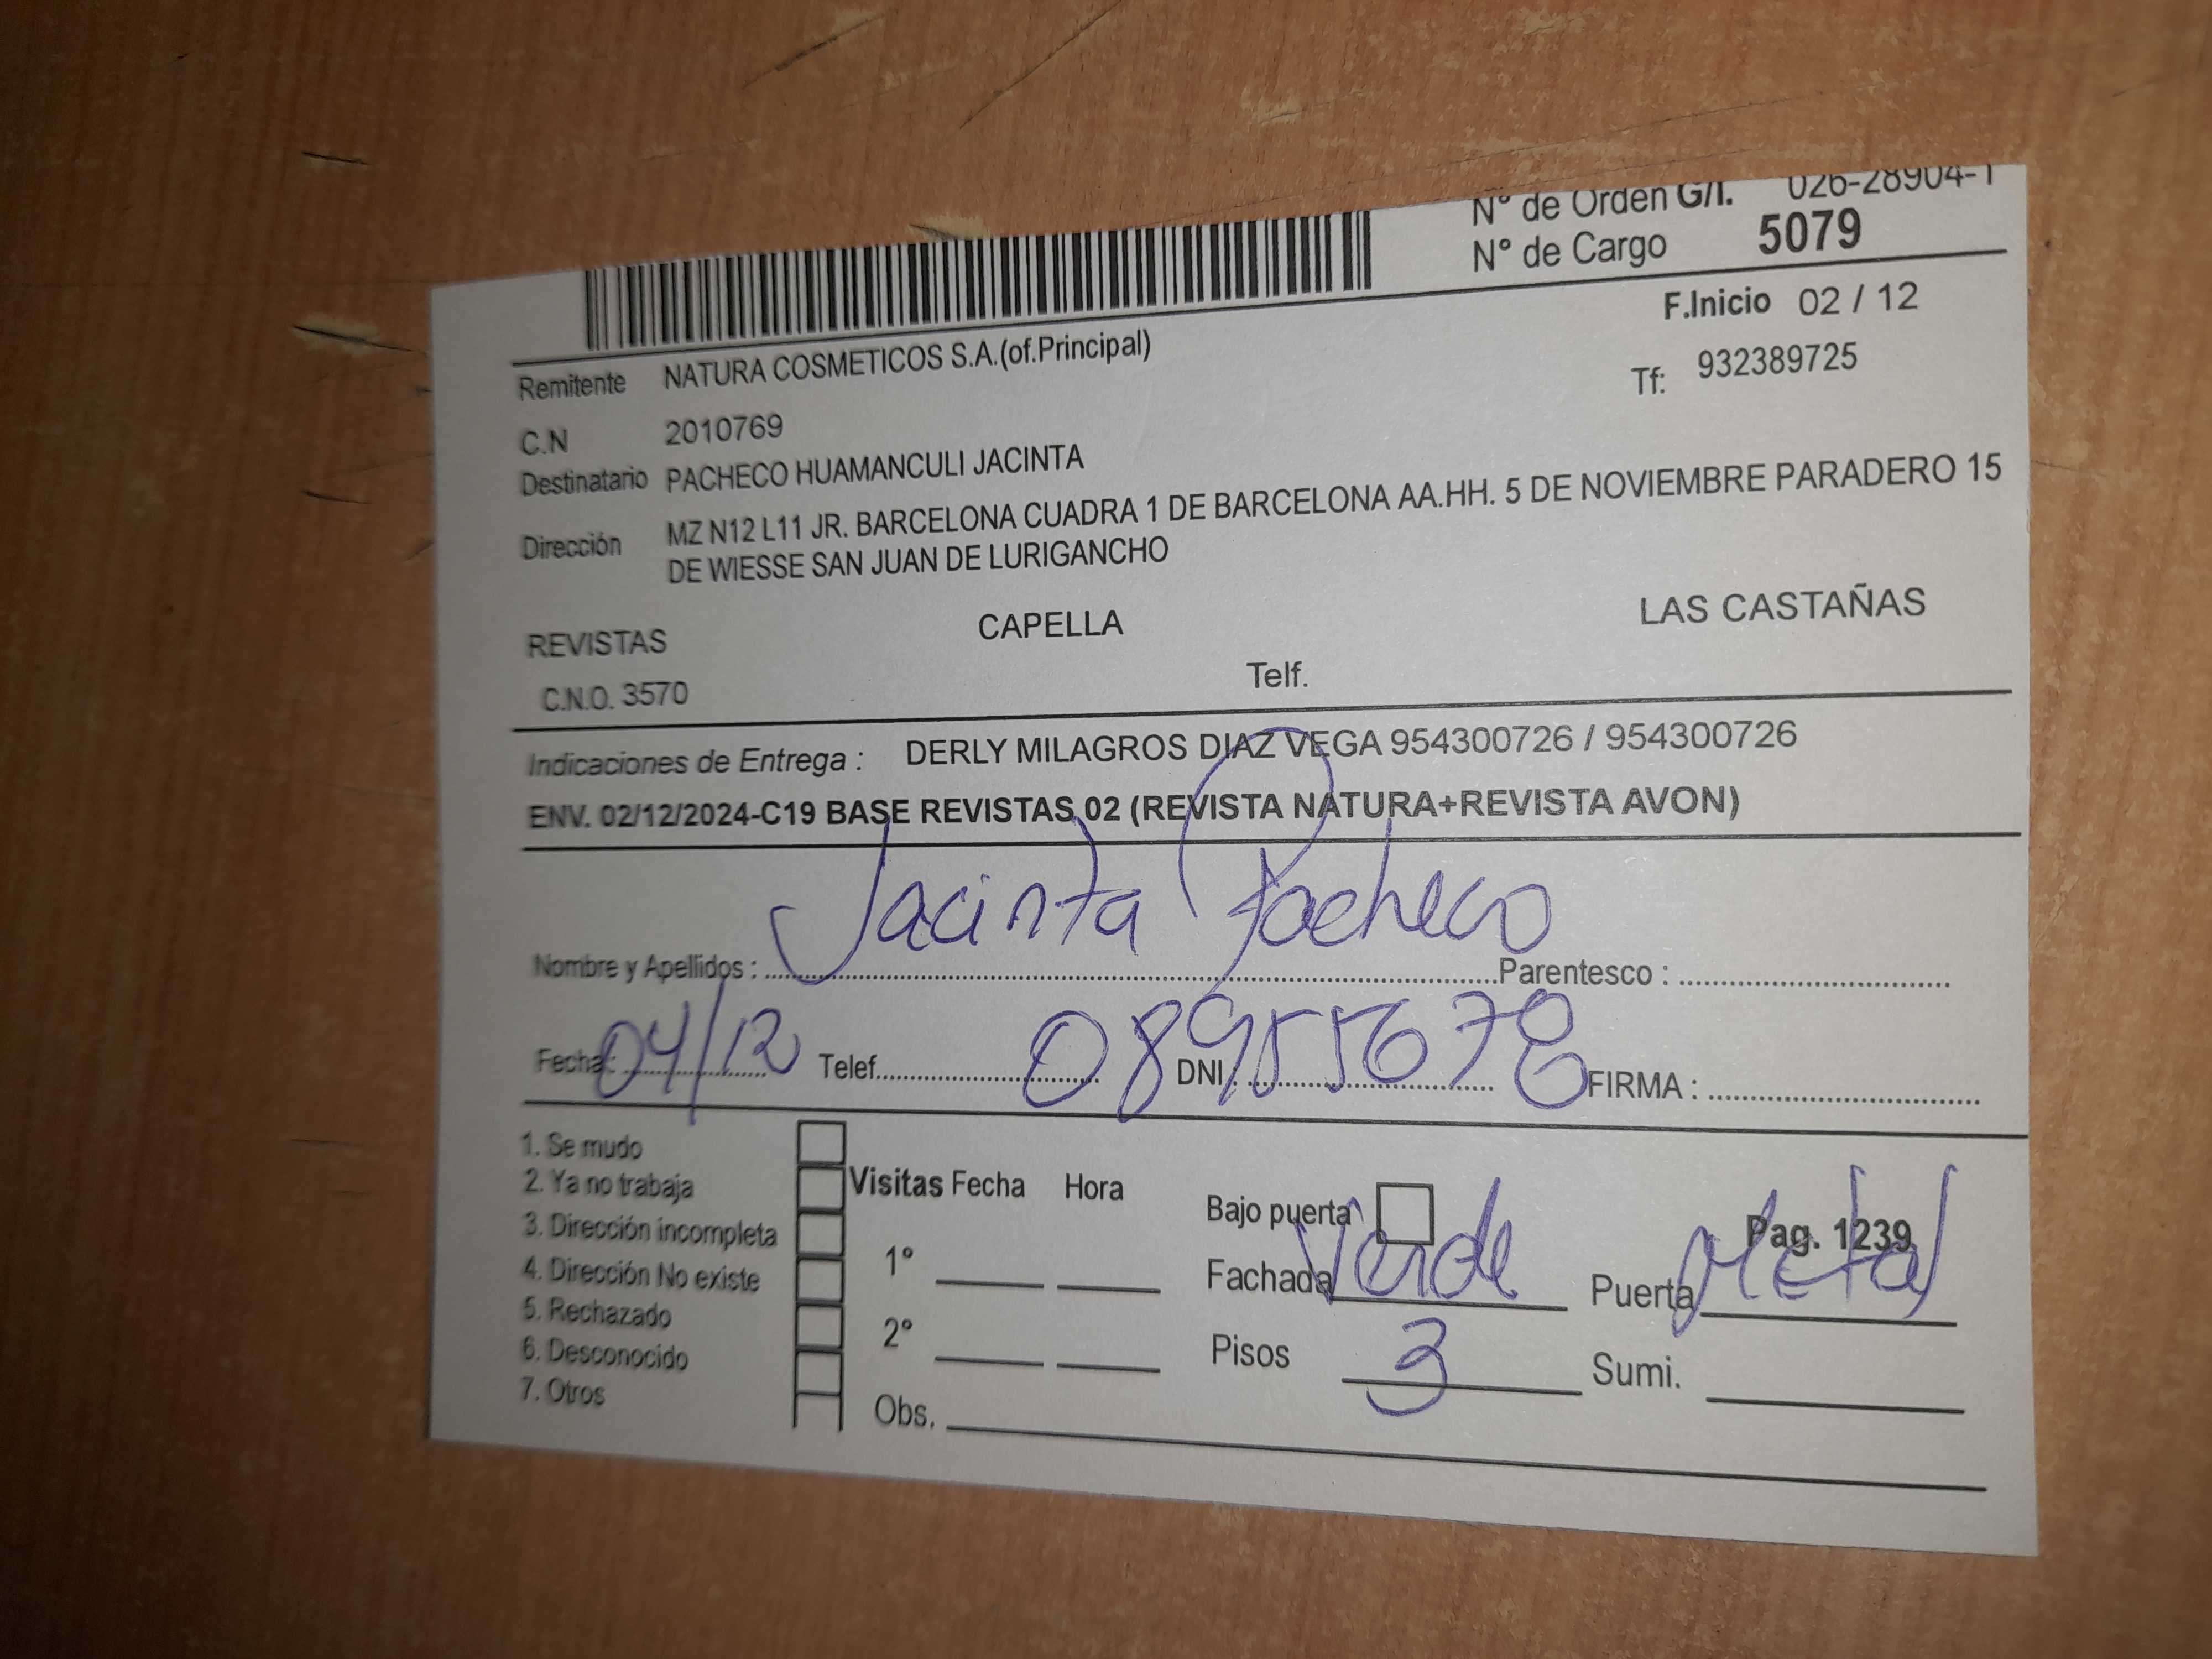 N° de Orden G/I. 026-28904-1
N° de Cargo 5079
F.Inicio 02 / 12
Remitente NATURA COSMETICOS S.A.(of.Principal)
Tf: 932389725
C.N 2010769
Destinatario PACHECO HUAMANCULI JACINTA
Dirección MZ N12 L11 JR. BARCELONA CUADRA 1 DE BARCELONA AA.HH. 5 DE NOVIEMBRE PARADERO 15
DE WIESSE SAN JUAN DE LURIGANCHO
REVISTAS CAPELLA LAS CASTAÑAS
C.N.O. 3570 Telf.
Indicaciones de Entrega : DERLY MILAGROS DIAZ VEGA 954300726 / 954300726
ENV. 02/12/2024-C19 BASE REVISTAS 02 (REVISTA NATURA+REVISTA AVON)
Nombre y Apellidos : Jacinta Pacheco Parentesco :
Fecha: 04/12 Telef. DNI: 08955678 FIRMA :
1. Se mudo
2. Ya no trabaja
3. Dirección incompleta
4. Dirección No existe
5. Rechazado
6. Desconocido
7. Otros
Visitas Fecha Hora
1°
2°
Obs.
Bajo puerta Pag. 1239
Fachada Verde Puerta Metal
Pisos 3 Sumi.